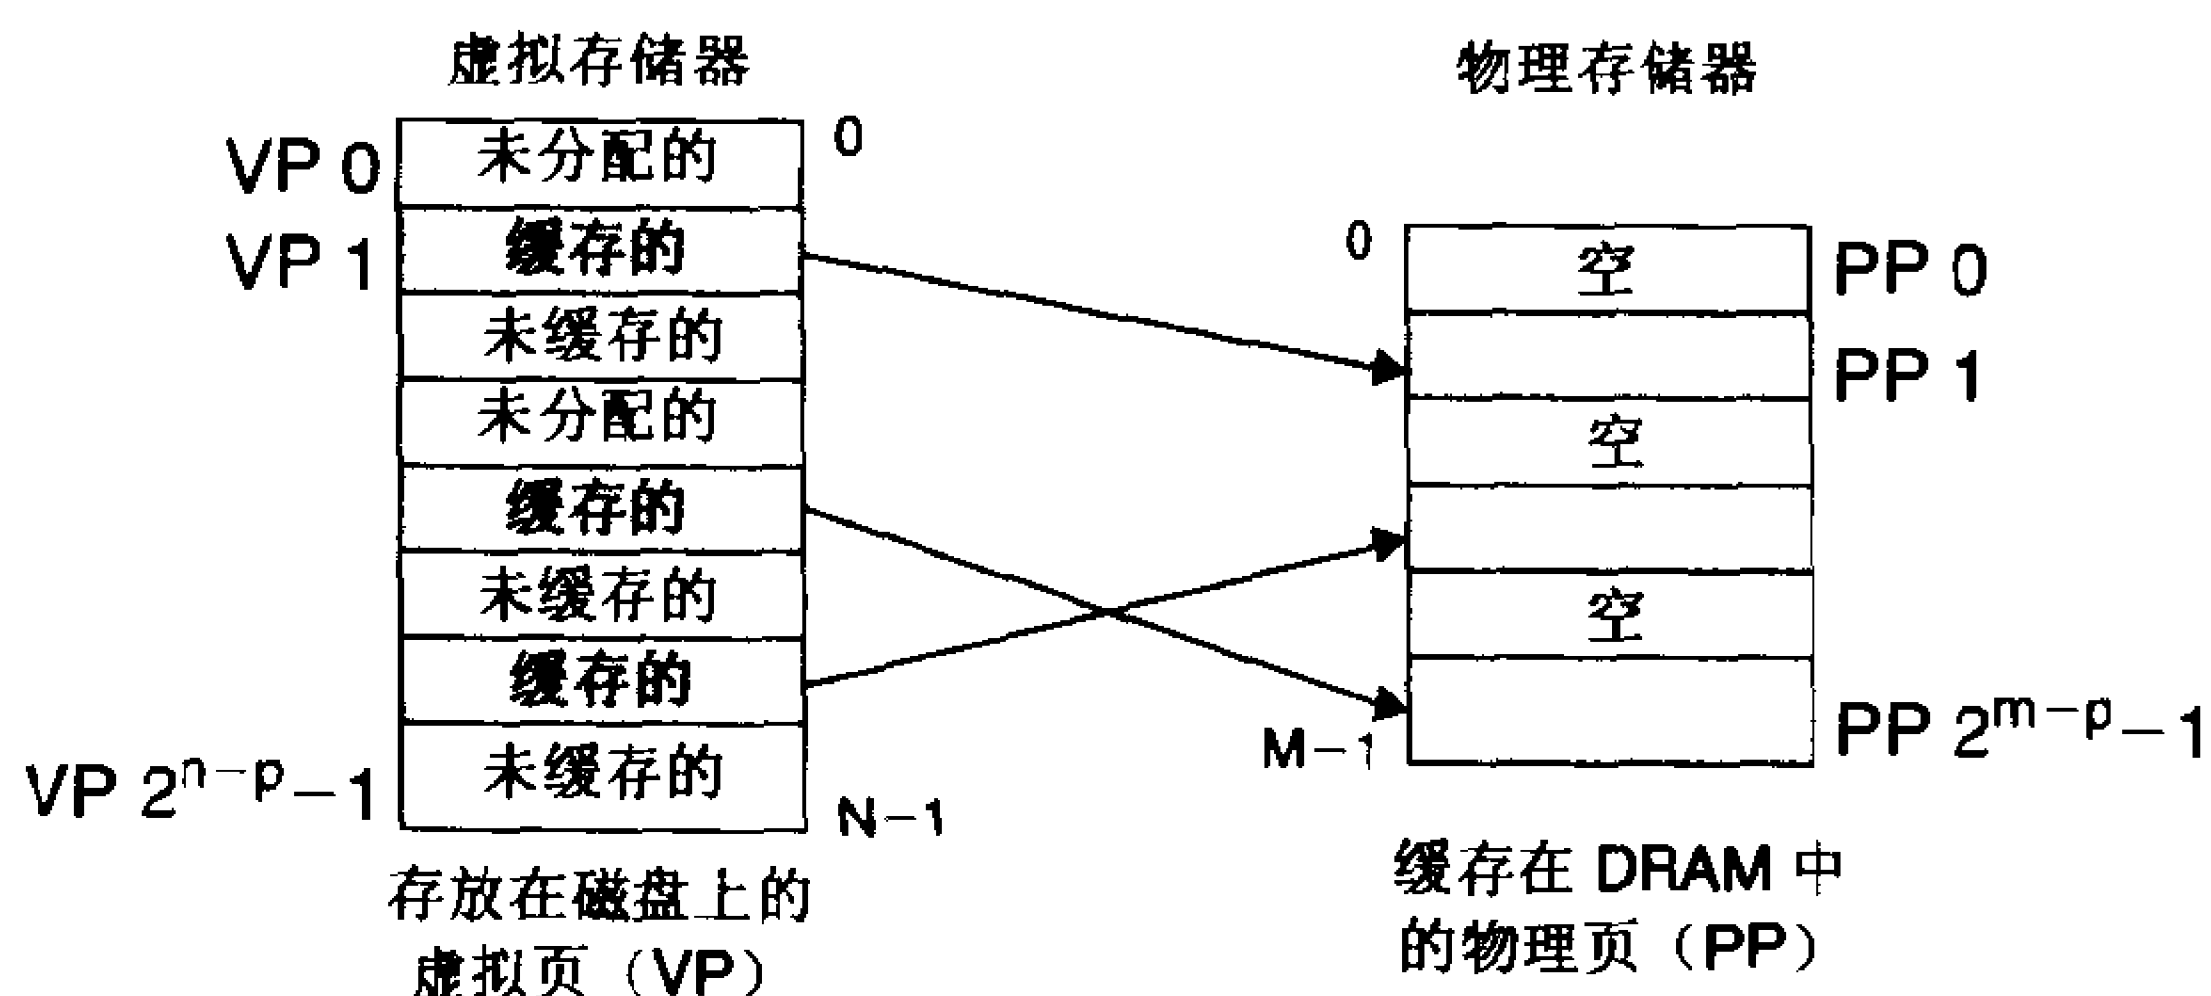 虚拟存储器
物理存储器
VP 0
未分配的
0
VP 1
缓存的
未缓存的
未分配的
缓存的
未缓存的
缓存的
VP 2^{n-p}-1
未缓存的
N-1
存放在磁盘上的
虚拟页（VP）
0
空
PP 0
PP 1
空
空
M-1
PP 2^{m-p}-1
缓存在 DRAM 中
的物理页（PP）